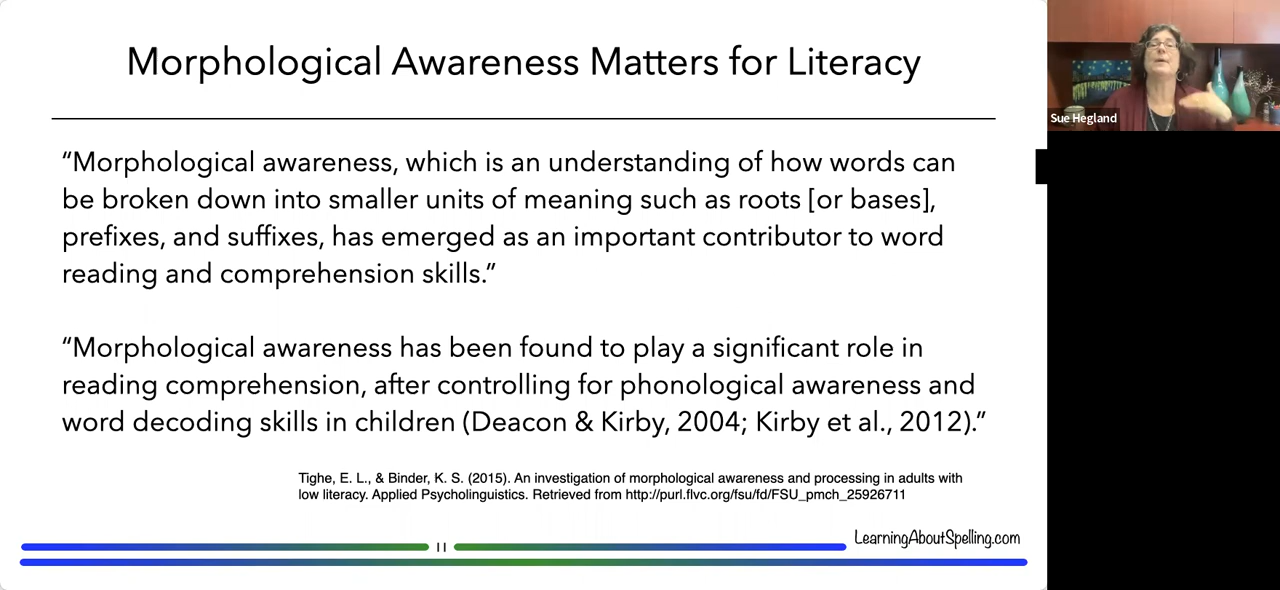 Morphological Awareness Matters for Literacy
Sue Hegland
“Morphological awareness, which is an understanding of how words can
be broken down into smaller units of meaning such as roots [or bases],
prefixes, and suffixes, has emerged as an important contributor to word
reading and comprehension skills.”
“Morphological awareness has been found to play a significant role in
reading comprehension, after controlling for phonological awareness and
word decoding skills in children (Deacon & Kirby, 2004; Kirby et al., 2012).”
Tighe, E. L., & Binder, K. S. (2015). An investigation of morphological awareness and processing in adults with
low literacy. Applied Psycholinguistics. Retrieved from http://purl.flvc.org/fsu/fd/FSU_pmch_25926711
LearningAboutSpelling.com
11